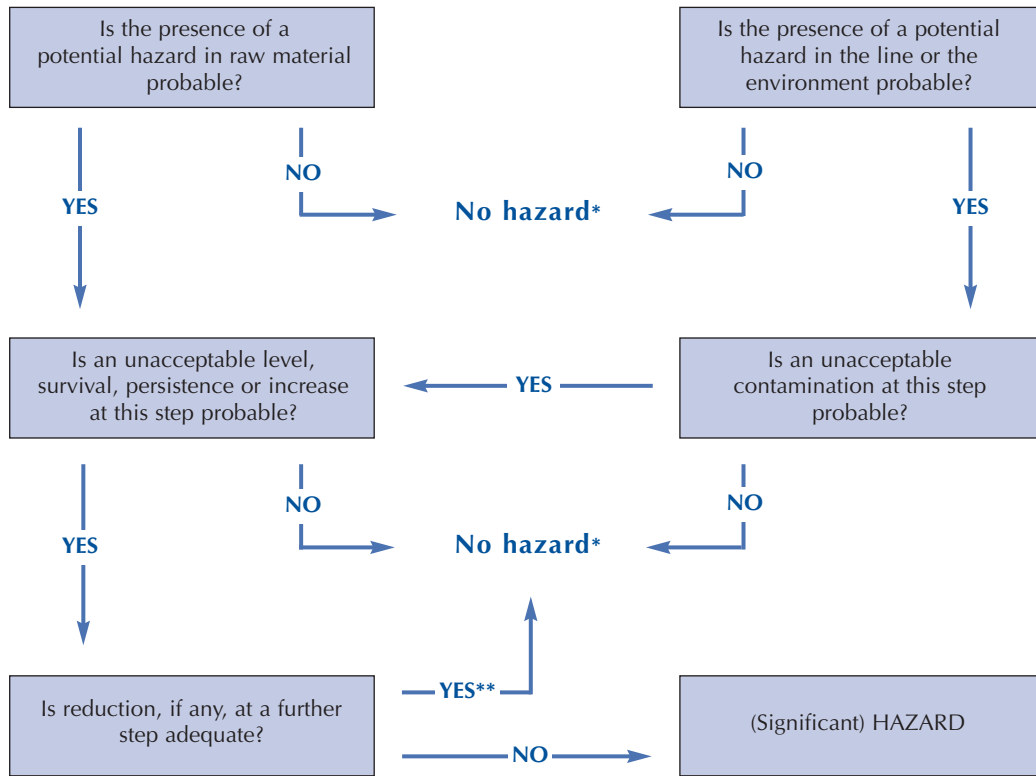 Is the presence of a
potential hazard in raw material
probable?
Is the presence of a potential
hazard in the line or the
environment probable?
YES
NO
No hazard*
NO
YES
Is an unacceptable level,
survival, persistence or increase
at this step probable?
YES
Is an unacceptable
contamination at this step
probable?
YES
NO
No hazard*
NO
Is reduction, if any, at a further
step adequate?
YES**
NO
(Significant) HAZARD